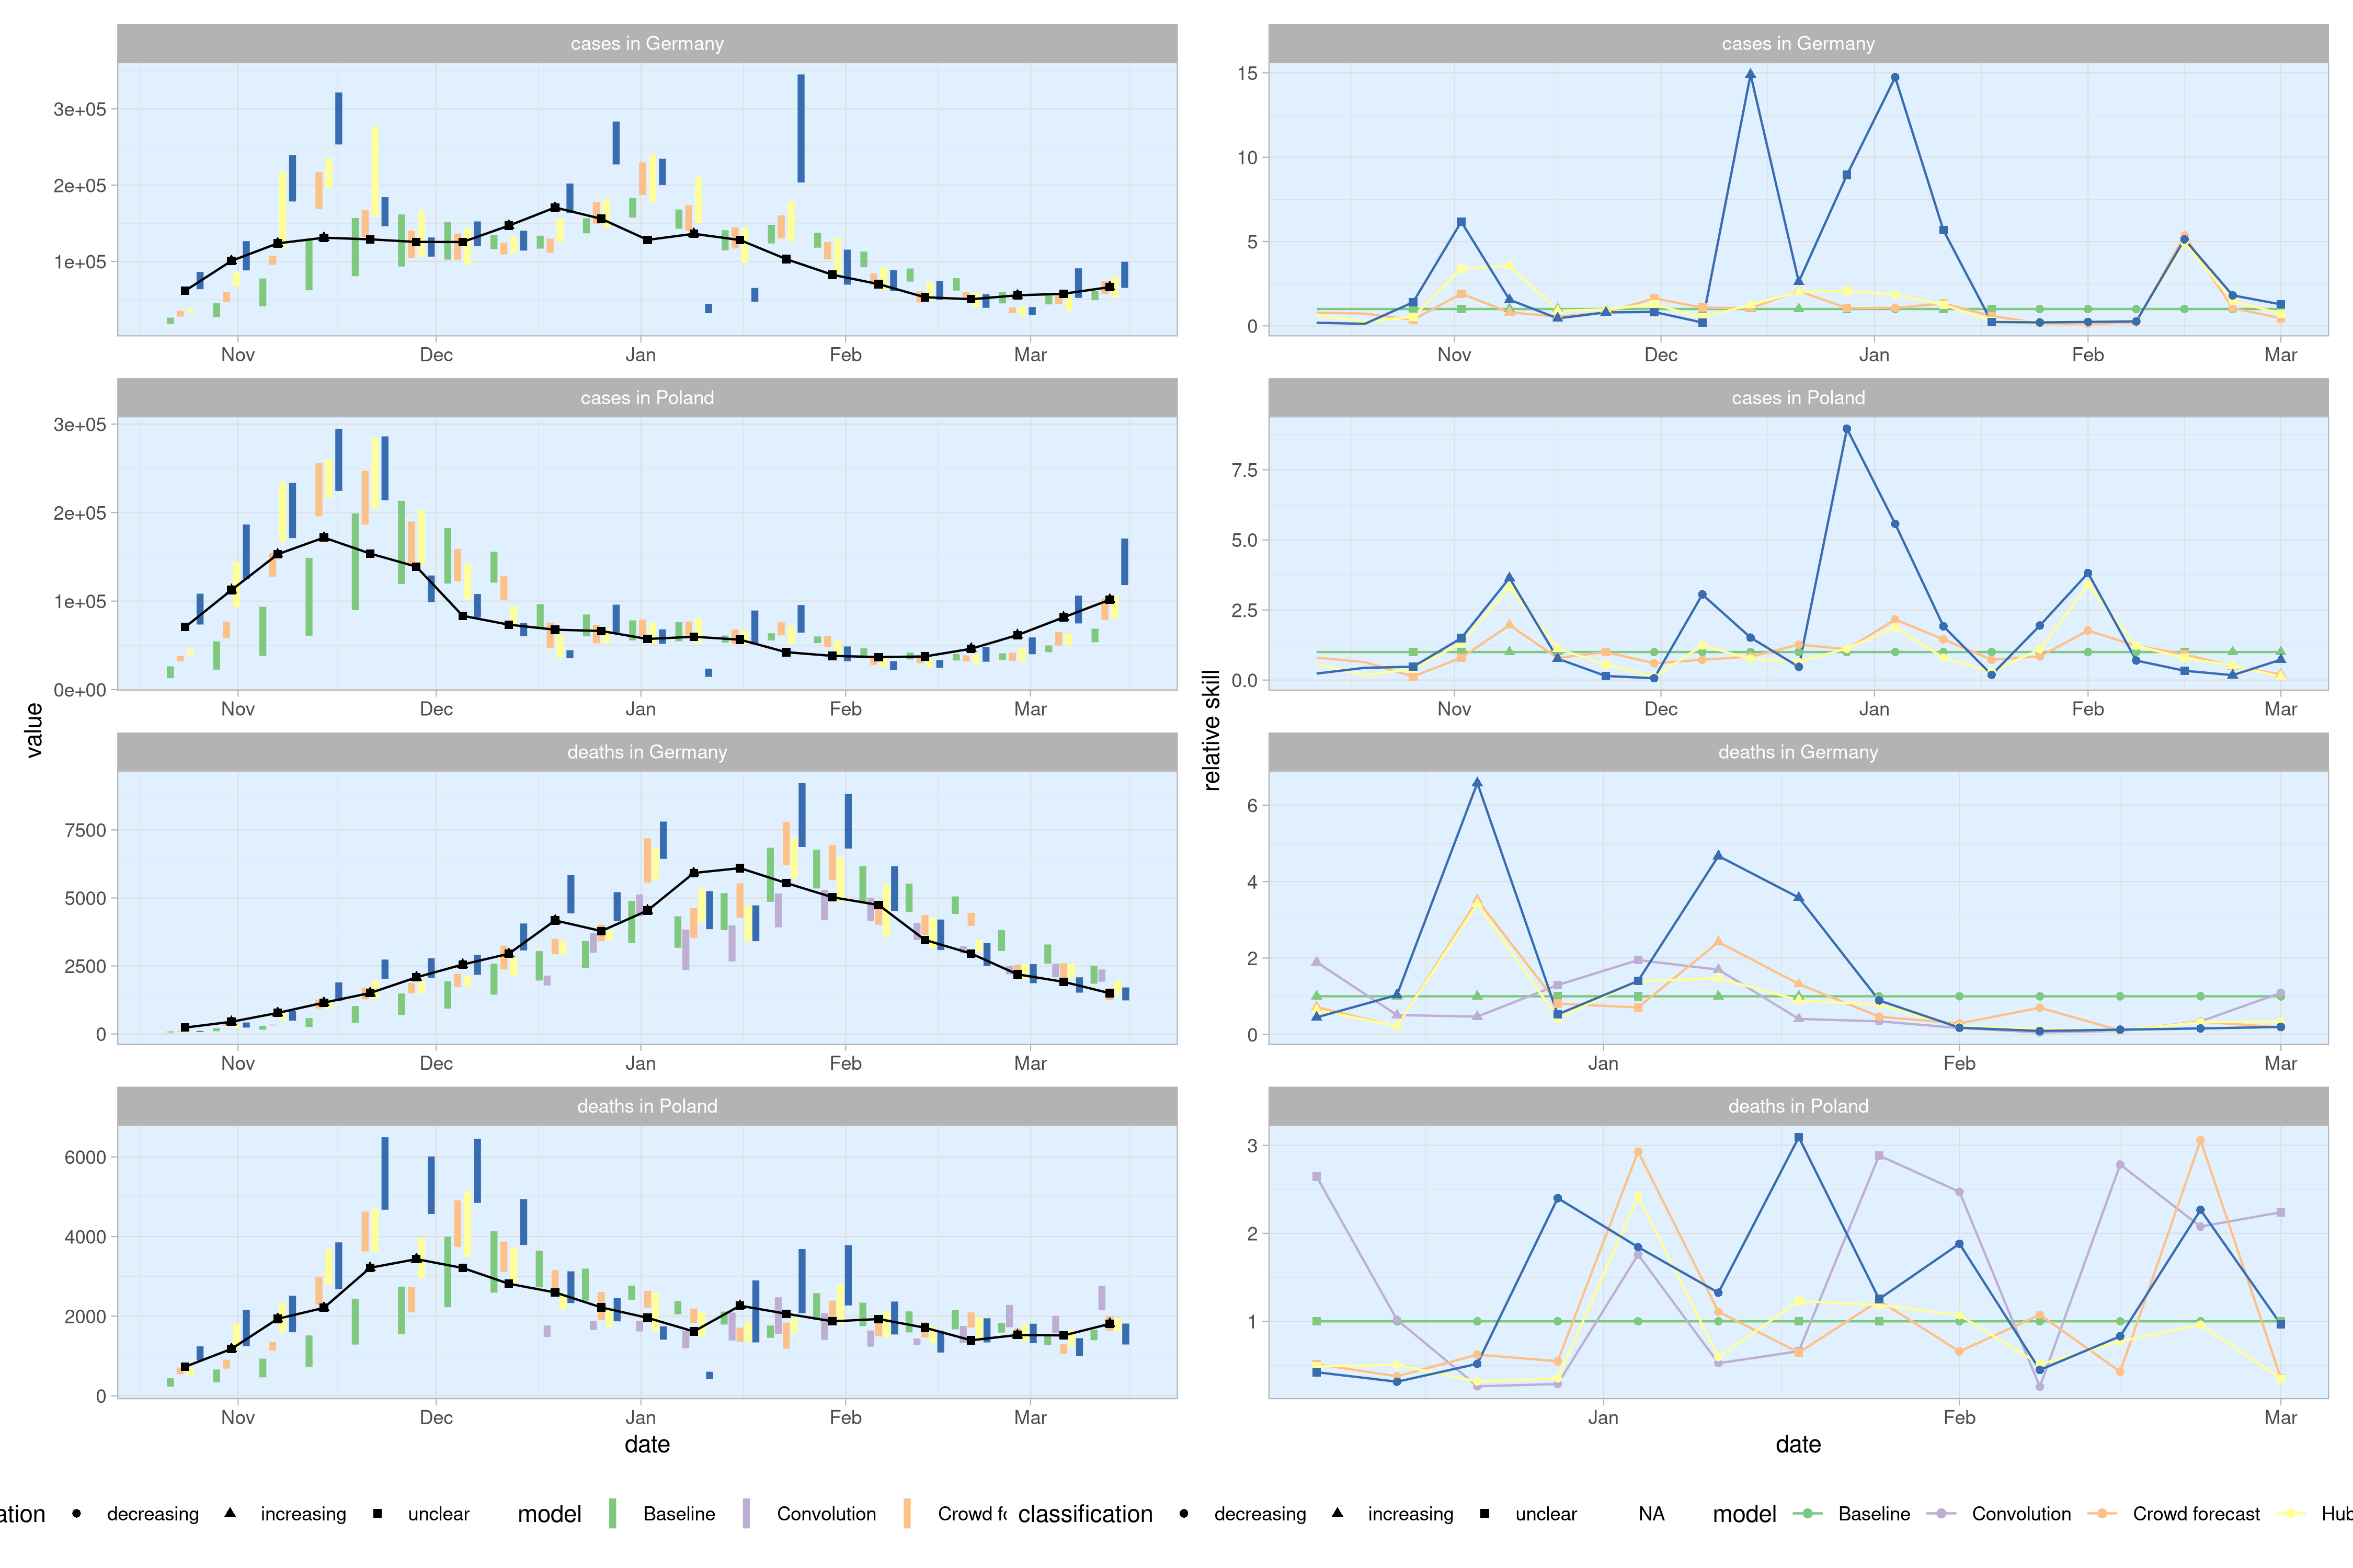 cases in Germany
3e+05
2e+05
1e+05
Nov Dec Jan Feb Mar
cases in Poland
3e+05
2e+05
1e+05
0e+00
Nov Dec Jan Feb Mar
deaths in Germany
7500
5000
2500
0
Nov Dec Jan Feb Mar
deaths in Poland
6000
4000
2000
0
Nov Dec Jan Feb Mar
value
date
cases in Germany
15
10
5
0
Nov Dec Jan Feb Mar
cases in Poland
7.5
5.0
2.5
0.0
Nov Dec Jan Feb Mar
deaths in Germany
6
4
2
0
Jan Feb Mar
deaths in Poland
3
2
1
Jan Feb Mar
relative skill
date
decreasing increasing unclear model Baseline Convolution Crowd classification decreasing increasing unclear NA model Baseline Convolution Crowd forecast Hub